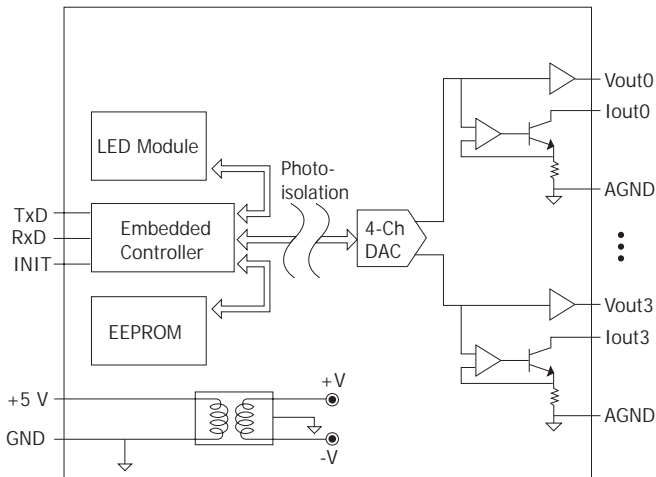 LED Module
TxD
RxD
INIT
Embedded
Controller
EEPROM
Photo-
isolation
4-Ch
DAC
Vout0
Iout0
AGND
Vout3
Iout3
AGND
+5 V
GND
+V
-V